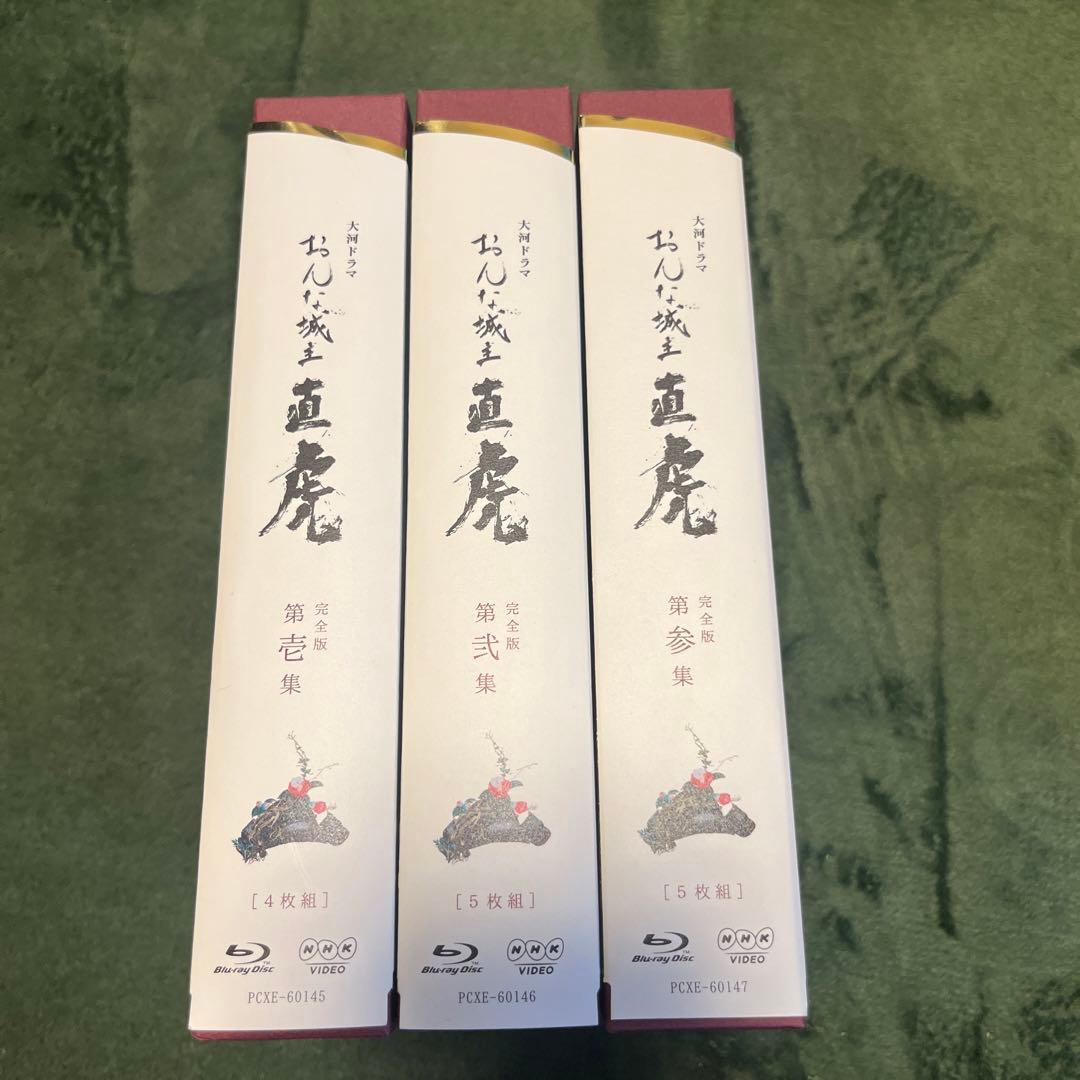 大河ドラマ
おんな城主
直虎
完全版
第壱集
[4枚組]
Blu-ray Disc™
NHK
VIDEO
PCXE-60145
大河ドラマ
おんな城主
直虎
完全版
第弐集
[5枚組]
Blu-ray Disc™
NHK
VIDEO
PCXE-60146
大河ドラマ
おんな城主
直虎
完全版
第参集
[5枚組]
Blu-ray Disc™
NHK
VIDEO
PCXE-60147